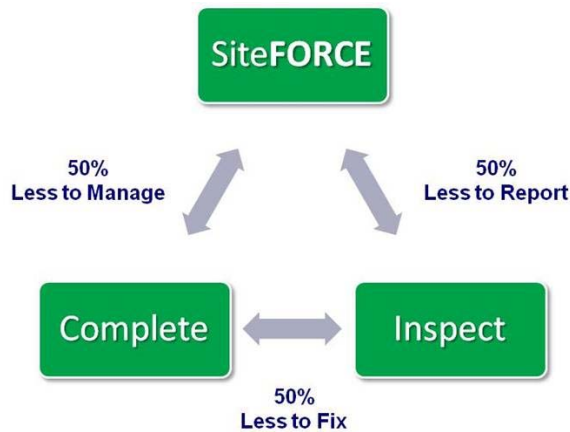 SiteFORCE
50%
Less to Manage
50%
Less to Report
Complete
Inspect
50%
Less to Fix